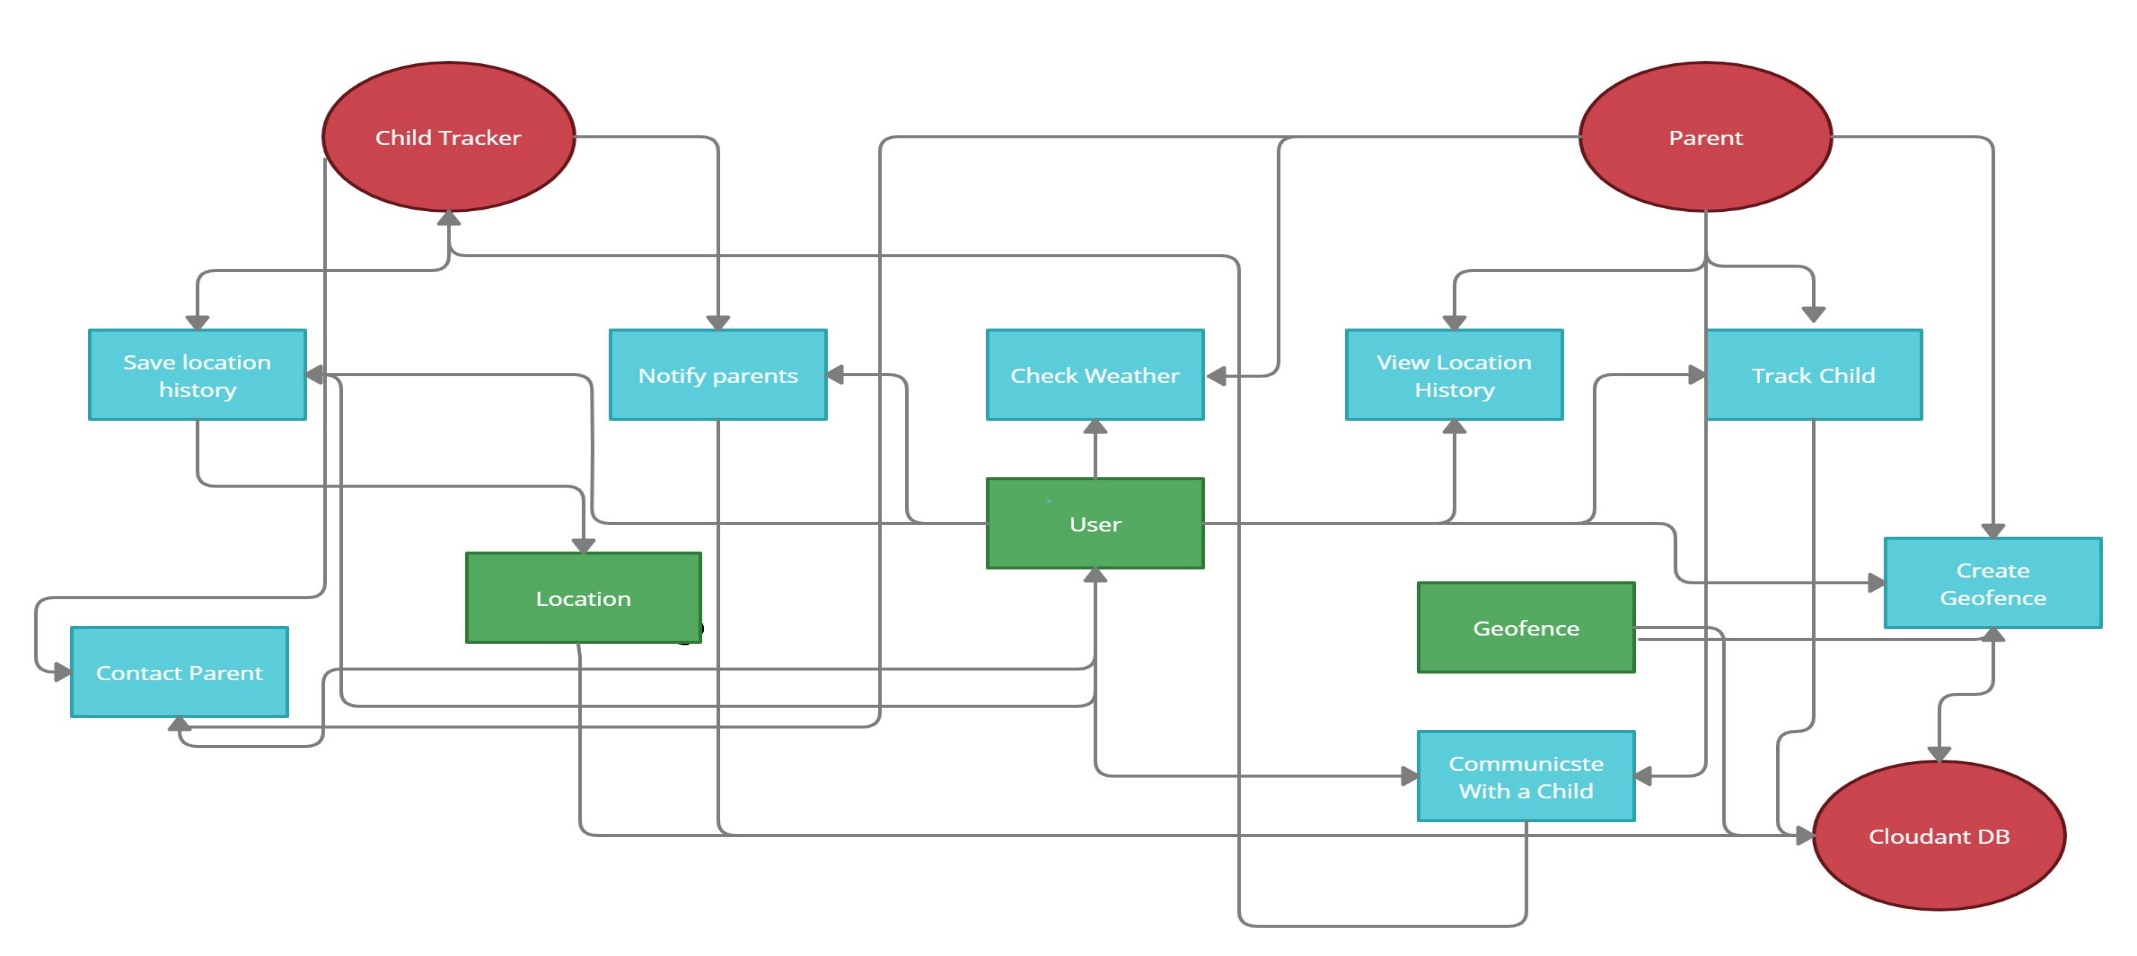 Child Tracker
Parent
Save location
history
Notify parents
Check Weather
View Location
History
Track Child
User
Location
Create
Geofence
Geofence
Contact Parent
Communicste
With a Child
Cloudant DB